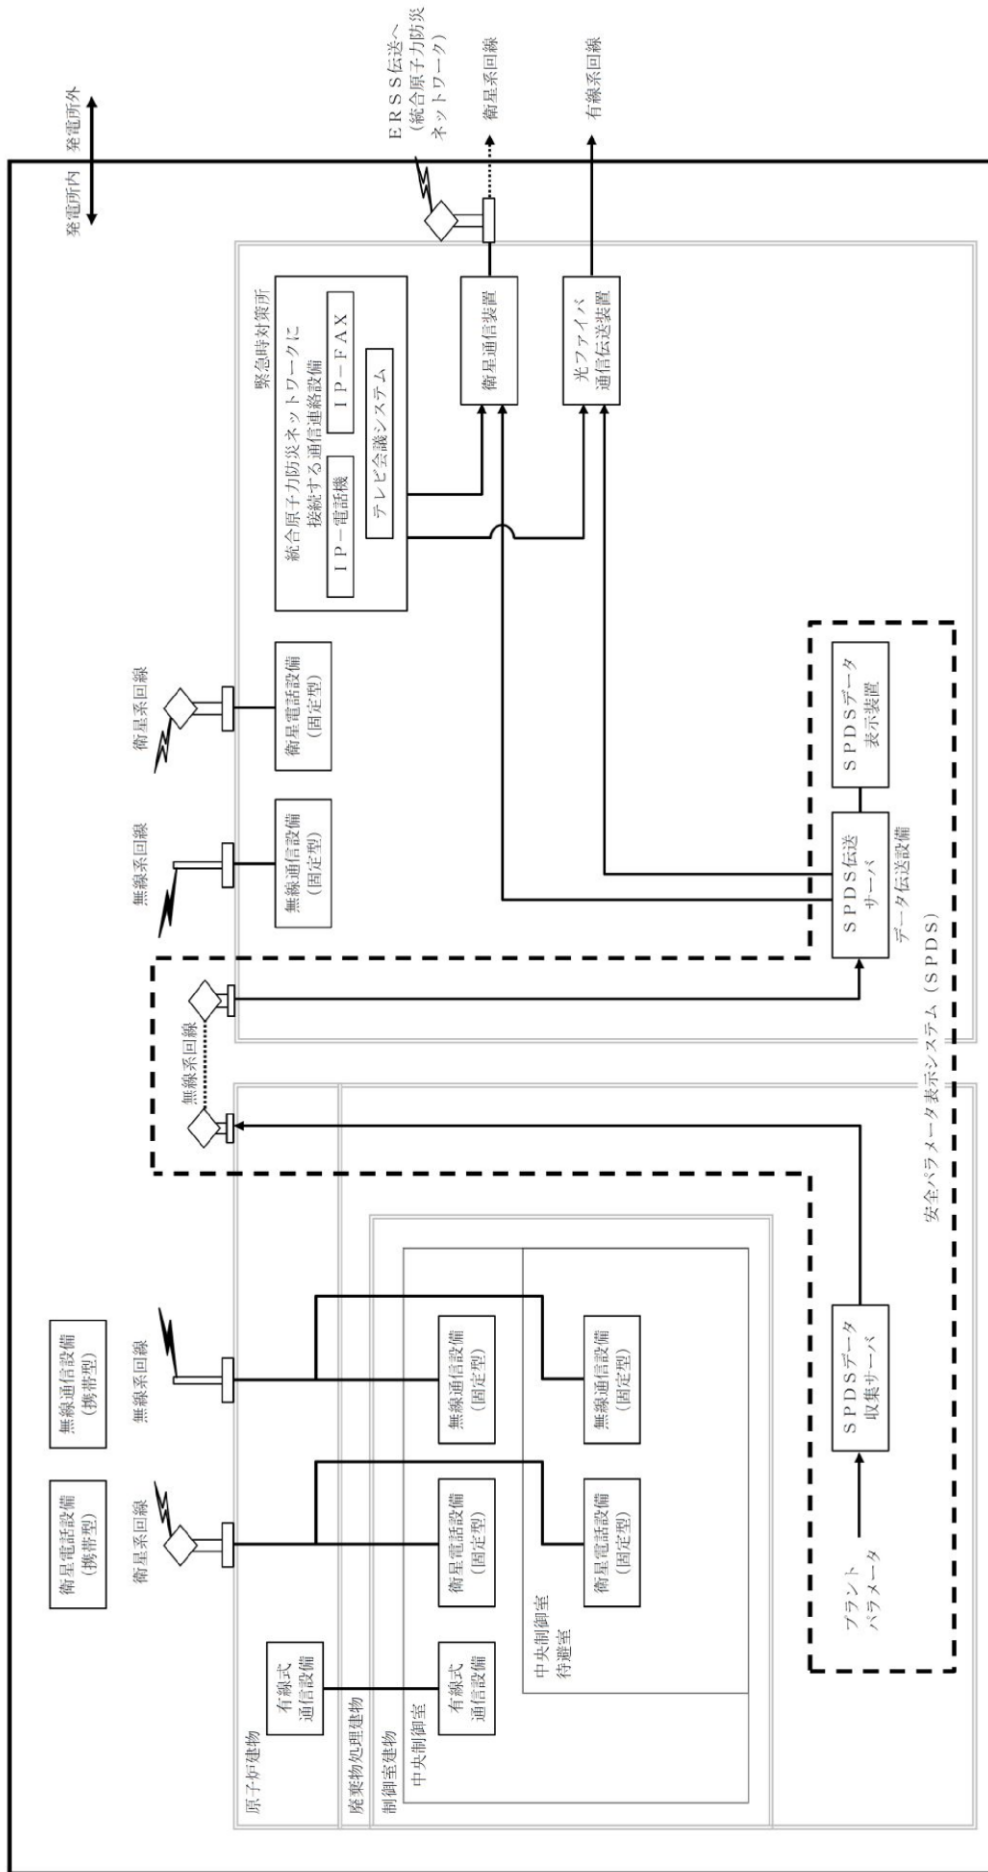 発電所内 発電所外
無線通信設備
(携帯型)
衛星電話設備
(携帯型)
衛星系回線
無線系回線
無線系回線
無線系回線
衛星系回線
ERSS伝送へ
(統合原子力防災
ネットワーク)
衛星系回線
有線系回線
原子炉建物
有線式
通信設備
廃棄物処理建物
制御室建物
中央制御室
有線式
通信設備
衛星電話設備
(固定型)
無線通信設備
(固定型)
中央制御室
待避室
衛星電話設備
(固定型)
無線通信設備
(固定型)
プラント
パラメータ
SPDSデータ
収集サーバ
安全パラメータ表示システム(SPDS)
無線通信設備
(固定型)
衛星電話設備
(固定型)
緊急時対策所
統合原子力防災ネットワークに
接続する通信連絡設備
IP-電話機
IP-FAX
テレビ会議システム
衛星通信装置
光ファイバ
通信伝送装置
SPDS伝送
サーバ
データ伝送設備
SPDSデータ
表示装置